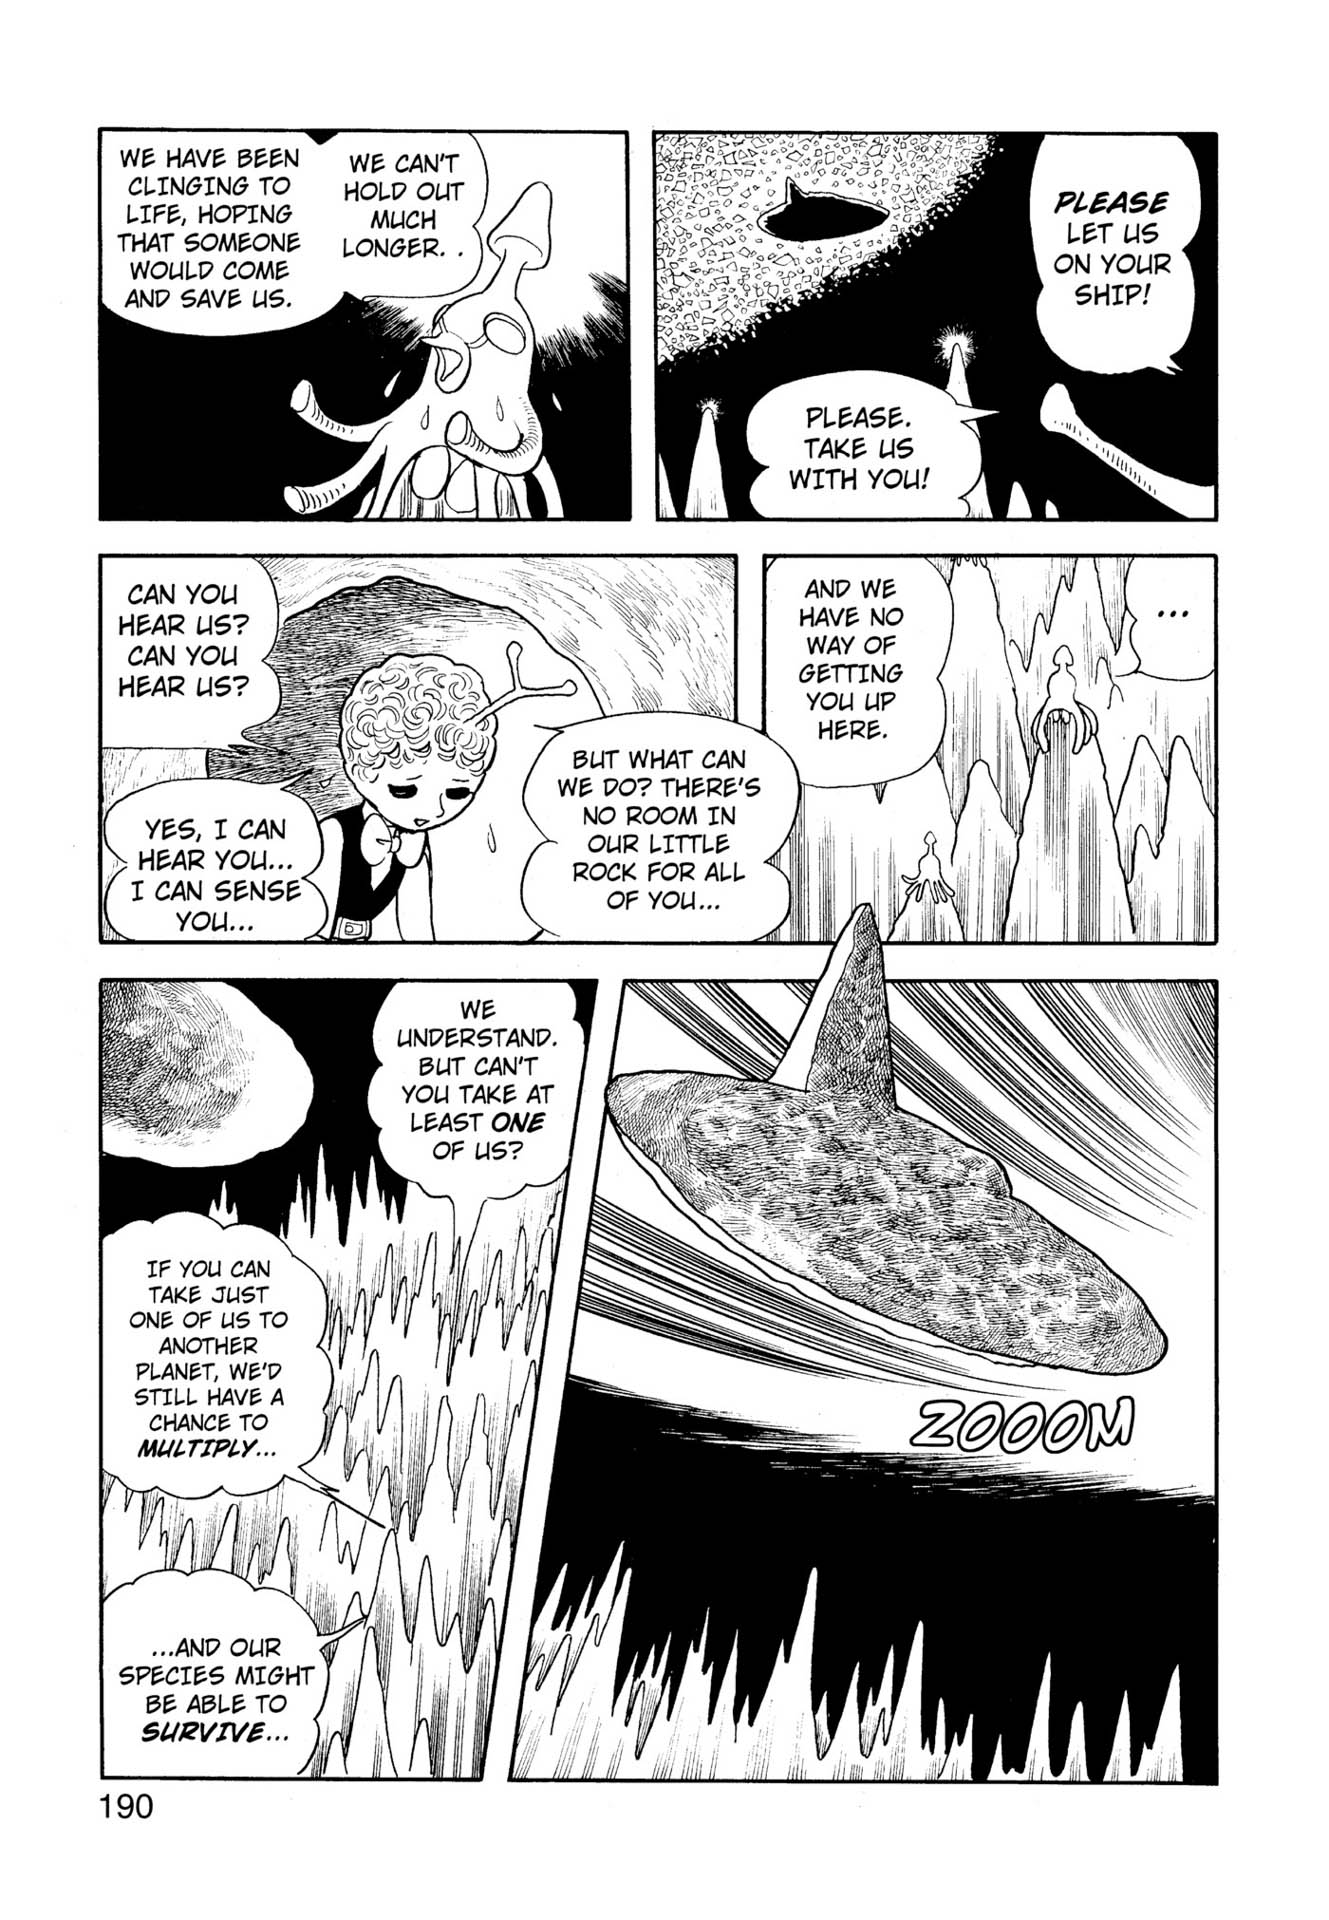 WE HAVE BEEN
CLINGING TO
LIFE, HOPING
THAT SOMEONE
WOULD COME
AND SAVE US.
WE CAN'T
HOLD OUT
MUCH
LONGER. .
PLEASE
LET US
ON YOUR
SHIP!
PLEASE.
TAKE US
WITH YOU!
CAN YOU
HEAR US?
CAN YOU
HEAR US?
YES, I CAN
HEAR YOU...
I CAN SENSE
YOU...
BUT WHAT CAN
WE DO? THERE'S
NO ROOM IN
OUR LITTLE
ROCK FOR ALL
OF YOU...
AND WE
HAVE NO
WAY OF
GETTING
YOU UP
HERE.
...
WE
UNDERSTAND.
BUT CAN'T
YOU TAKE AT
LEAST ONE
OF US?
IF YOU CAN
TAKE JUST
ONE OF US TO
ANOTHER
PLANET, WE'D
STILL HAVE A
CHANCE TO
MULTIPLY...
...AND OUR
SPECIES MIGHT
BE ABLE TO
SURVIVE...
ZOOOM
190